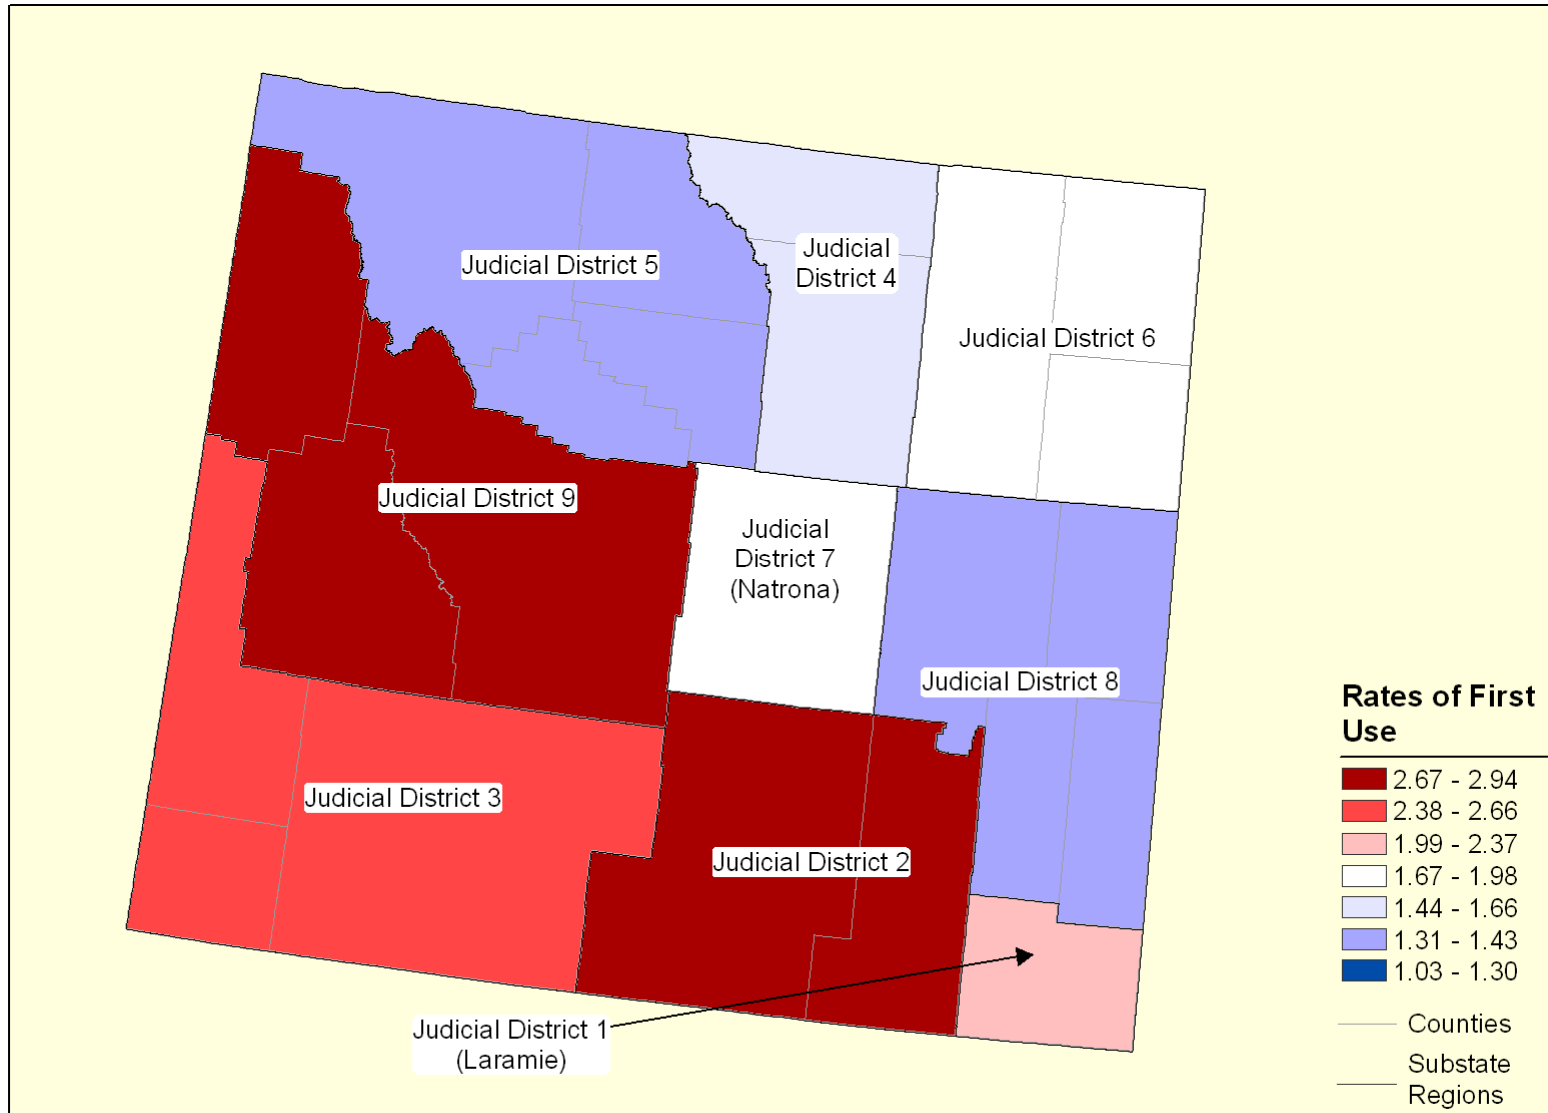 Judicial District 5
Judicial
District 4
Judicial District 6
Judicial District 9
Judicial
District 7
(Natrona)
Judicial District 8
Judicial District 3
Judicial District 2
Judicial District 1
(Laramie)
Rates of First
Use
2.67 - 2.94
2.38 - 2.66
1.99 - 2.37
1.67 - 1.98
1.44 - 1.66
1.31 - 1.43
1.03 - 1.30
Counties
Substate
Regions